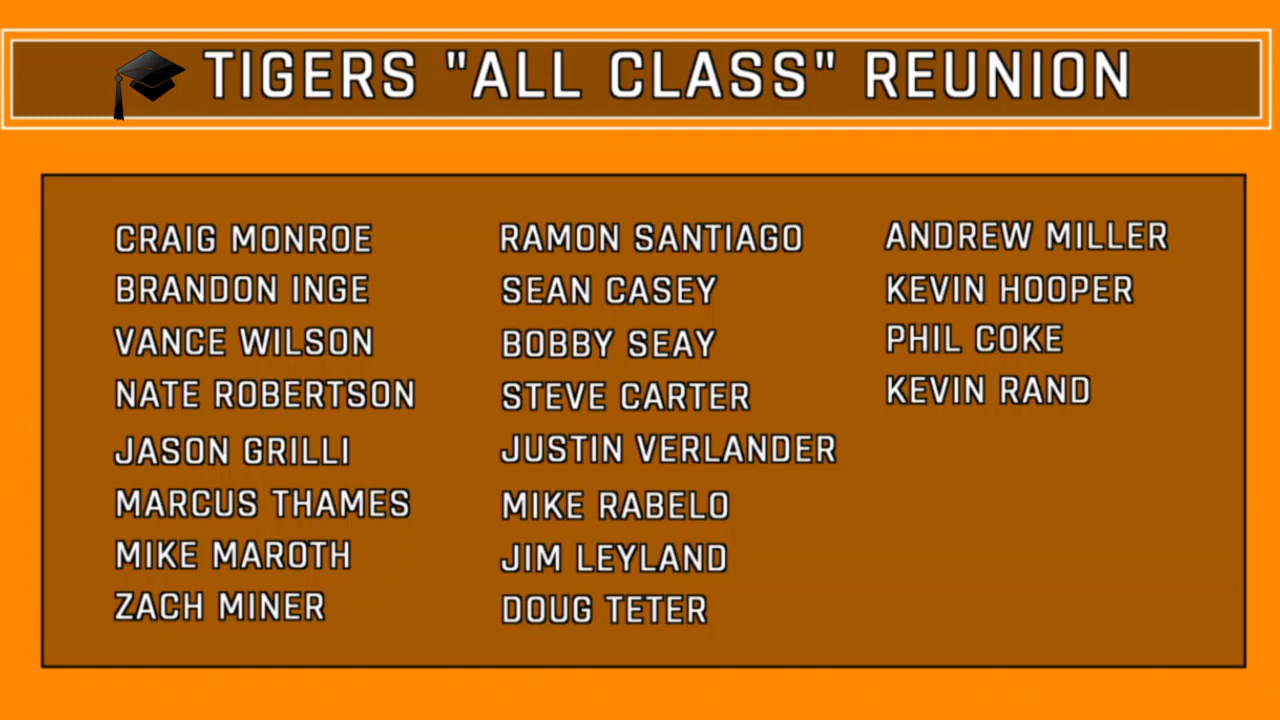 TIGERS "ALL CLASS" REUNION
CRAIG MONROE
BRANDON INGE
VANCE WILSON
NATE ROBERTSON
JASON GRILLI
MARCUS THAMES
MIKE MAROTH
ZACH MINER
RAMON SANTIAGO
SEAN CASEY
BOBBY SEAY
STEVE CARTER
JUSTIN VERLANDER
MIKE RABELO
JIM LEYLAND
DOUG TETER
ANDREW MILLER
KEVIN HOOPER
PHIL COKE
KEVIN RAND